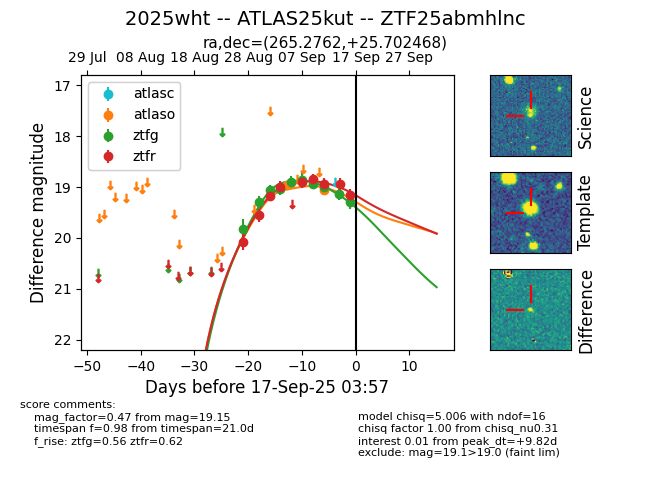 2025wht -- ATLAS25kut -- ZTF25abmhlnc
ra,dec=(265.2762,+25.702468)
29 Jul 08 Aug 18 Aug 28 Aug 07 Sep 17 Sep 27 Sep
atlasc
atlaso
ztfg
ztfr
17
18
19
20
21
22
Difference magnitude
−50 −40 −30 −20 −10 0 10
Days before 17-Sep-25 03:57
Science
Template
Difference
score comments:
mag_factor=0.47 from mag=19.15
timespan f=0.98 from timespan=21.0d
f_rise: ztfg=0.56 ztfr=0.62
model chisq=5.006 with ndof=16
chisq factor 1.00 from chisq_nu0.31
interest 0.01 from peak_dt=+9.82d
exclude: mag=19.1>19.0 (faint lim)